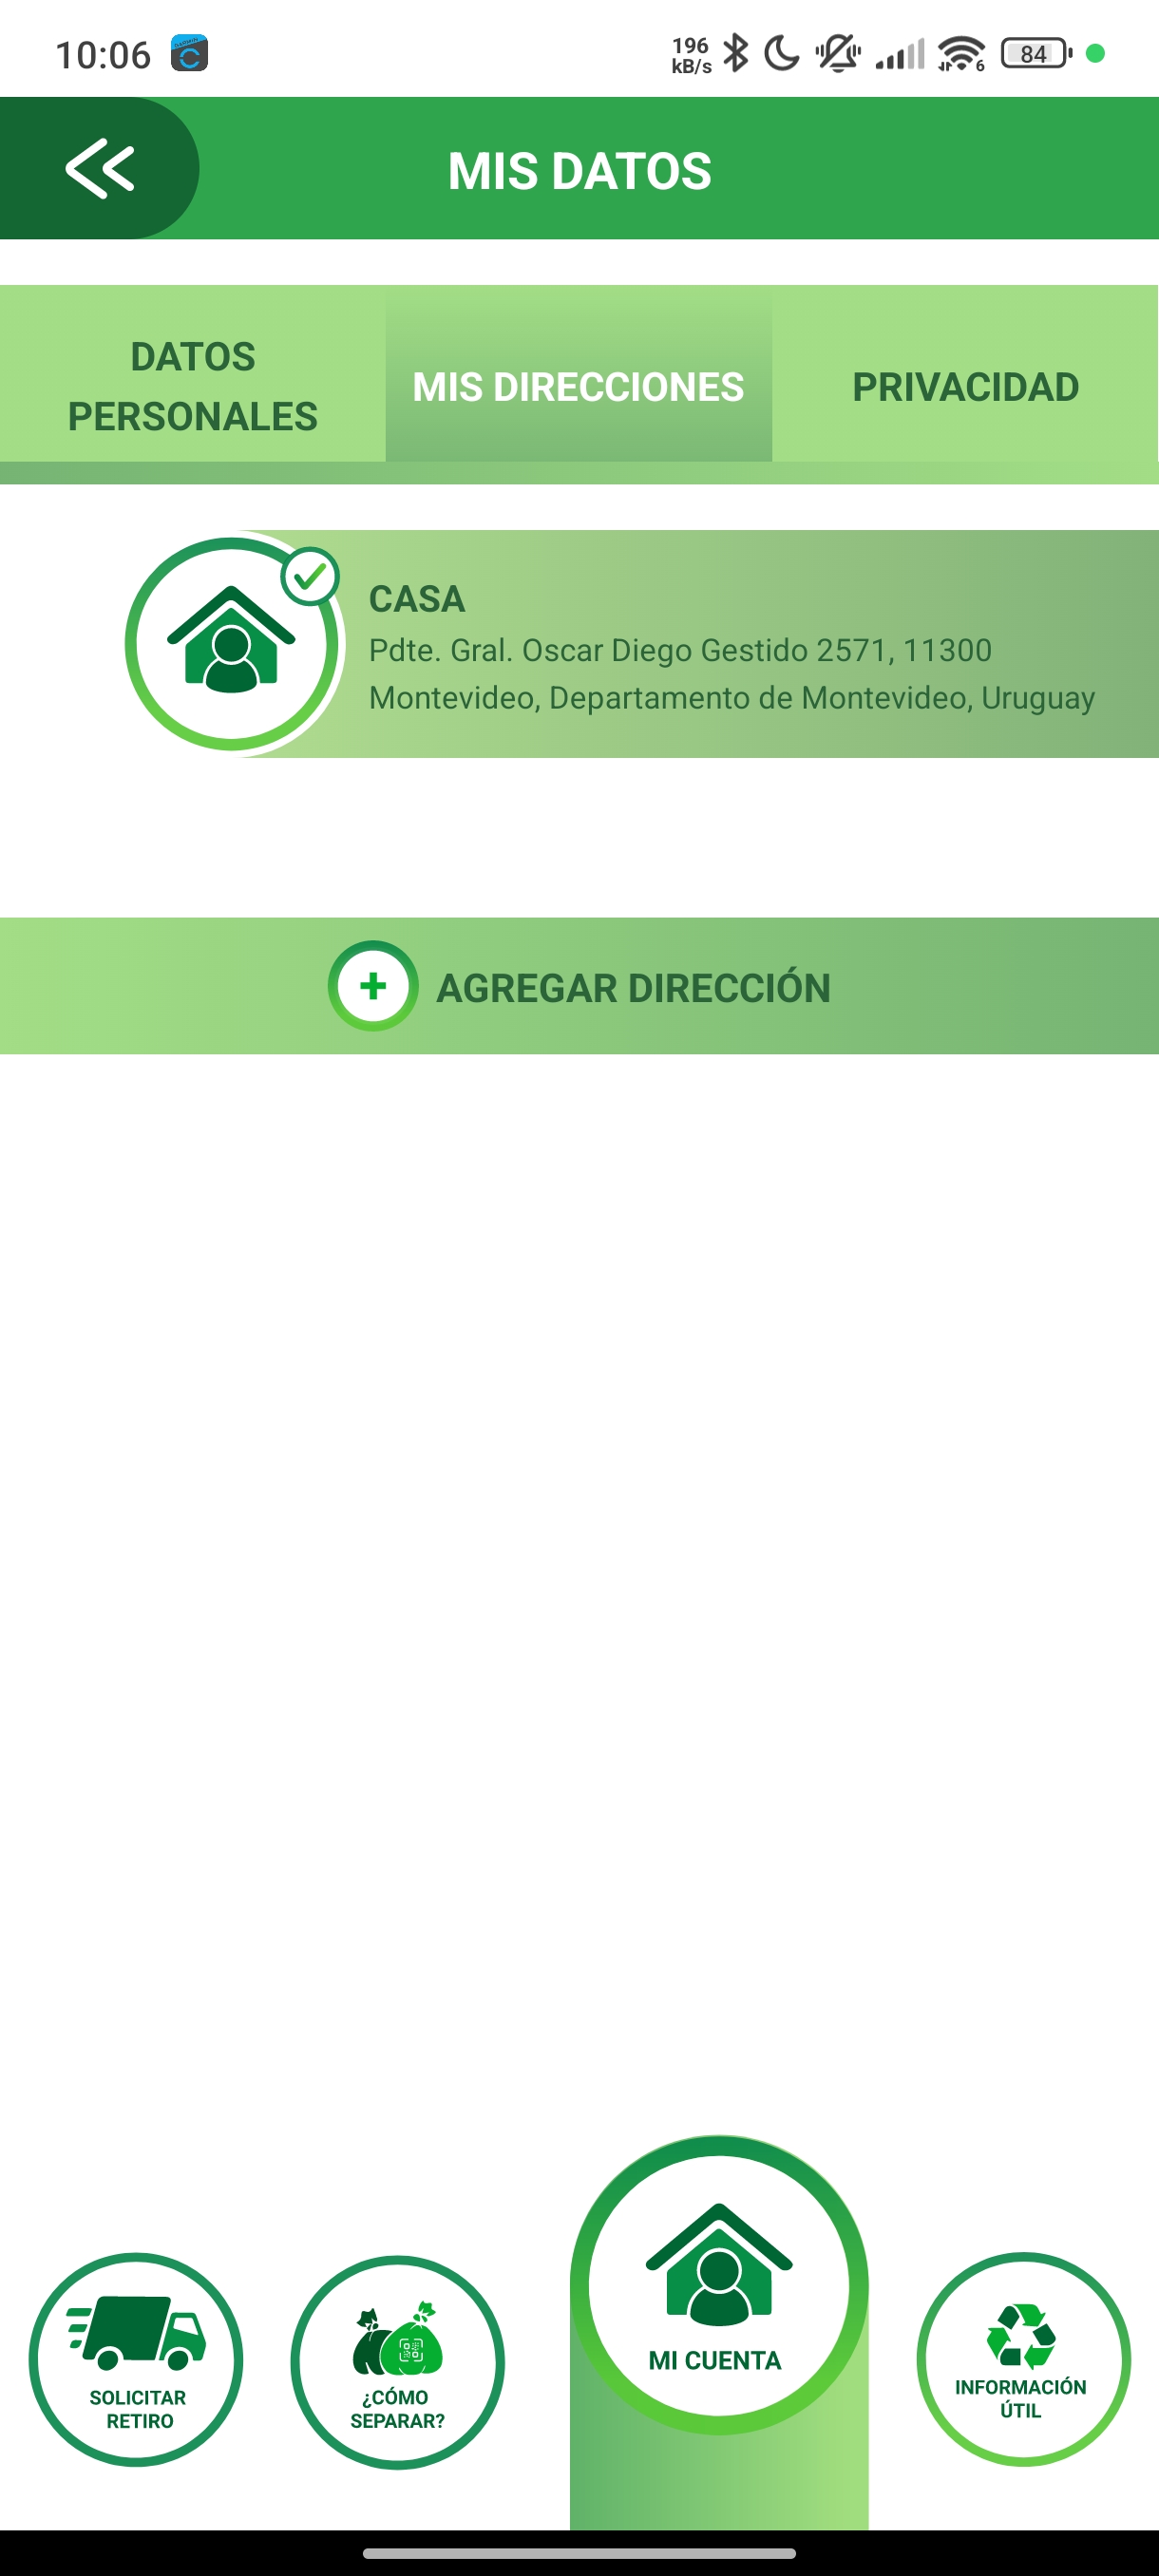 10:06
196
kB/s
6
84
MIS DATOS
DATOS
PERSONALES
MIS DIRECCIONES
PRIVACIDAD
CASA
Pdte. Gral. Oscar Diego Gestido 2571, 11300
Montevideo, Departamento de Montevideo, Uruguay
+ AGREGAR DIRECCIÓN
SOLICITAR
RETIRO
¿CÓMO
SEPARAR?
MI CUENTA
INFORMACIÓN
ÚTIL